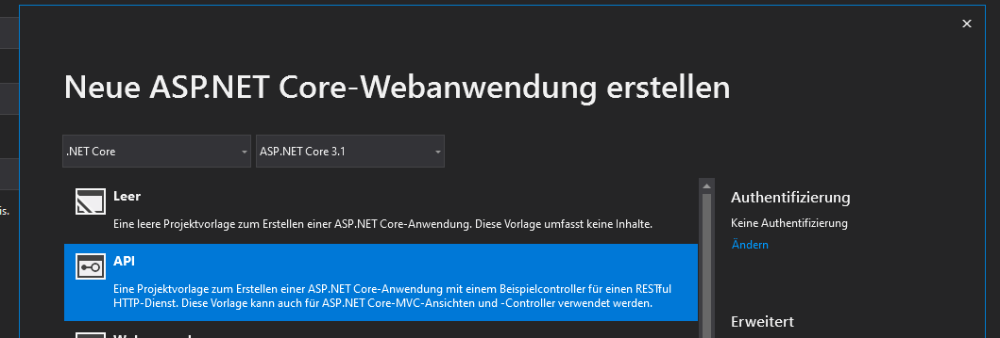 Neue ASP.NET Core-Webanwendung erstellen
.NET Core
ASP.NET Core 3.1
Leer
Eine leere Projektvorlage zum Erstellen einer ASP.NET Core-Anwendung. Diese Vorlage umfasst keine Inhalte.
API
Eine Projektvorlage zum Erstellen einer ASP.NET Core-Anwendung mit einem Beispielcontroller für einen RESTful
HTTP-Dienst. Diese Vorlage kann auch für ASP.NET Core-MVC-Ansichten und -Controller verwendet werden.
Authentifizierung
Keine Authentifizierung
Ändern
Erweitert
is.